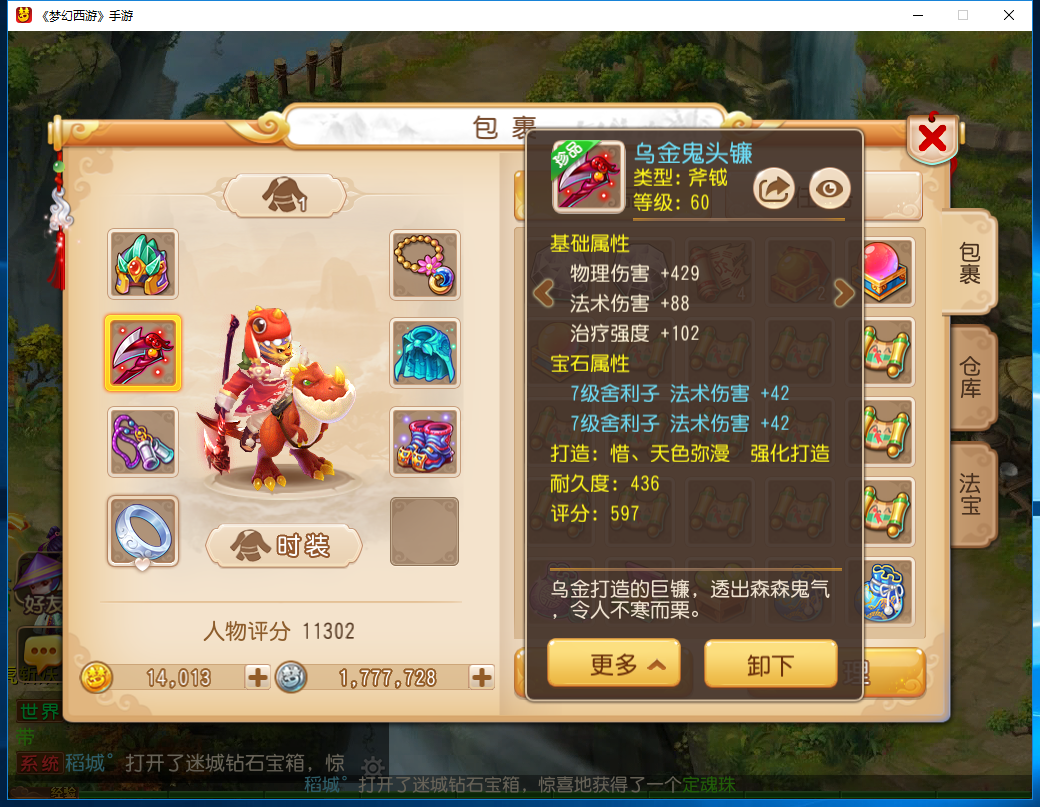 《梦幻西游》手游
包 裹
珍品
乌金鬼头镰
类型：斧钺
等级：60
1
基础属性
物理伤害 +429
法术伤害 +88
治疗强度 +102
宝石属性
7级舍利子 法术伤害 +42
7级舍利子 法术伤害 +42
打造：惜、天色弥漫 强化打造
耐久度：436
评分：597
乌金打造的巨镰，透出森森鬼气
，令人不寒而栗。
更多
卸下
理
包裹
仓库
法宝
时装
人物评分 11302
14,013
1,777,728
好友
世界
带
系统 稻城° 打开了迷城钻石宝箱，惊
稻城° 打开了迷城钻石宝箱，惊喜地获得了一个定魂珠
经验